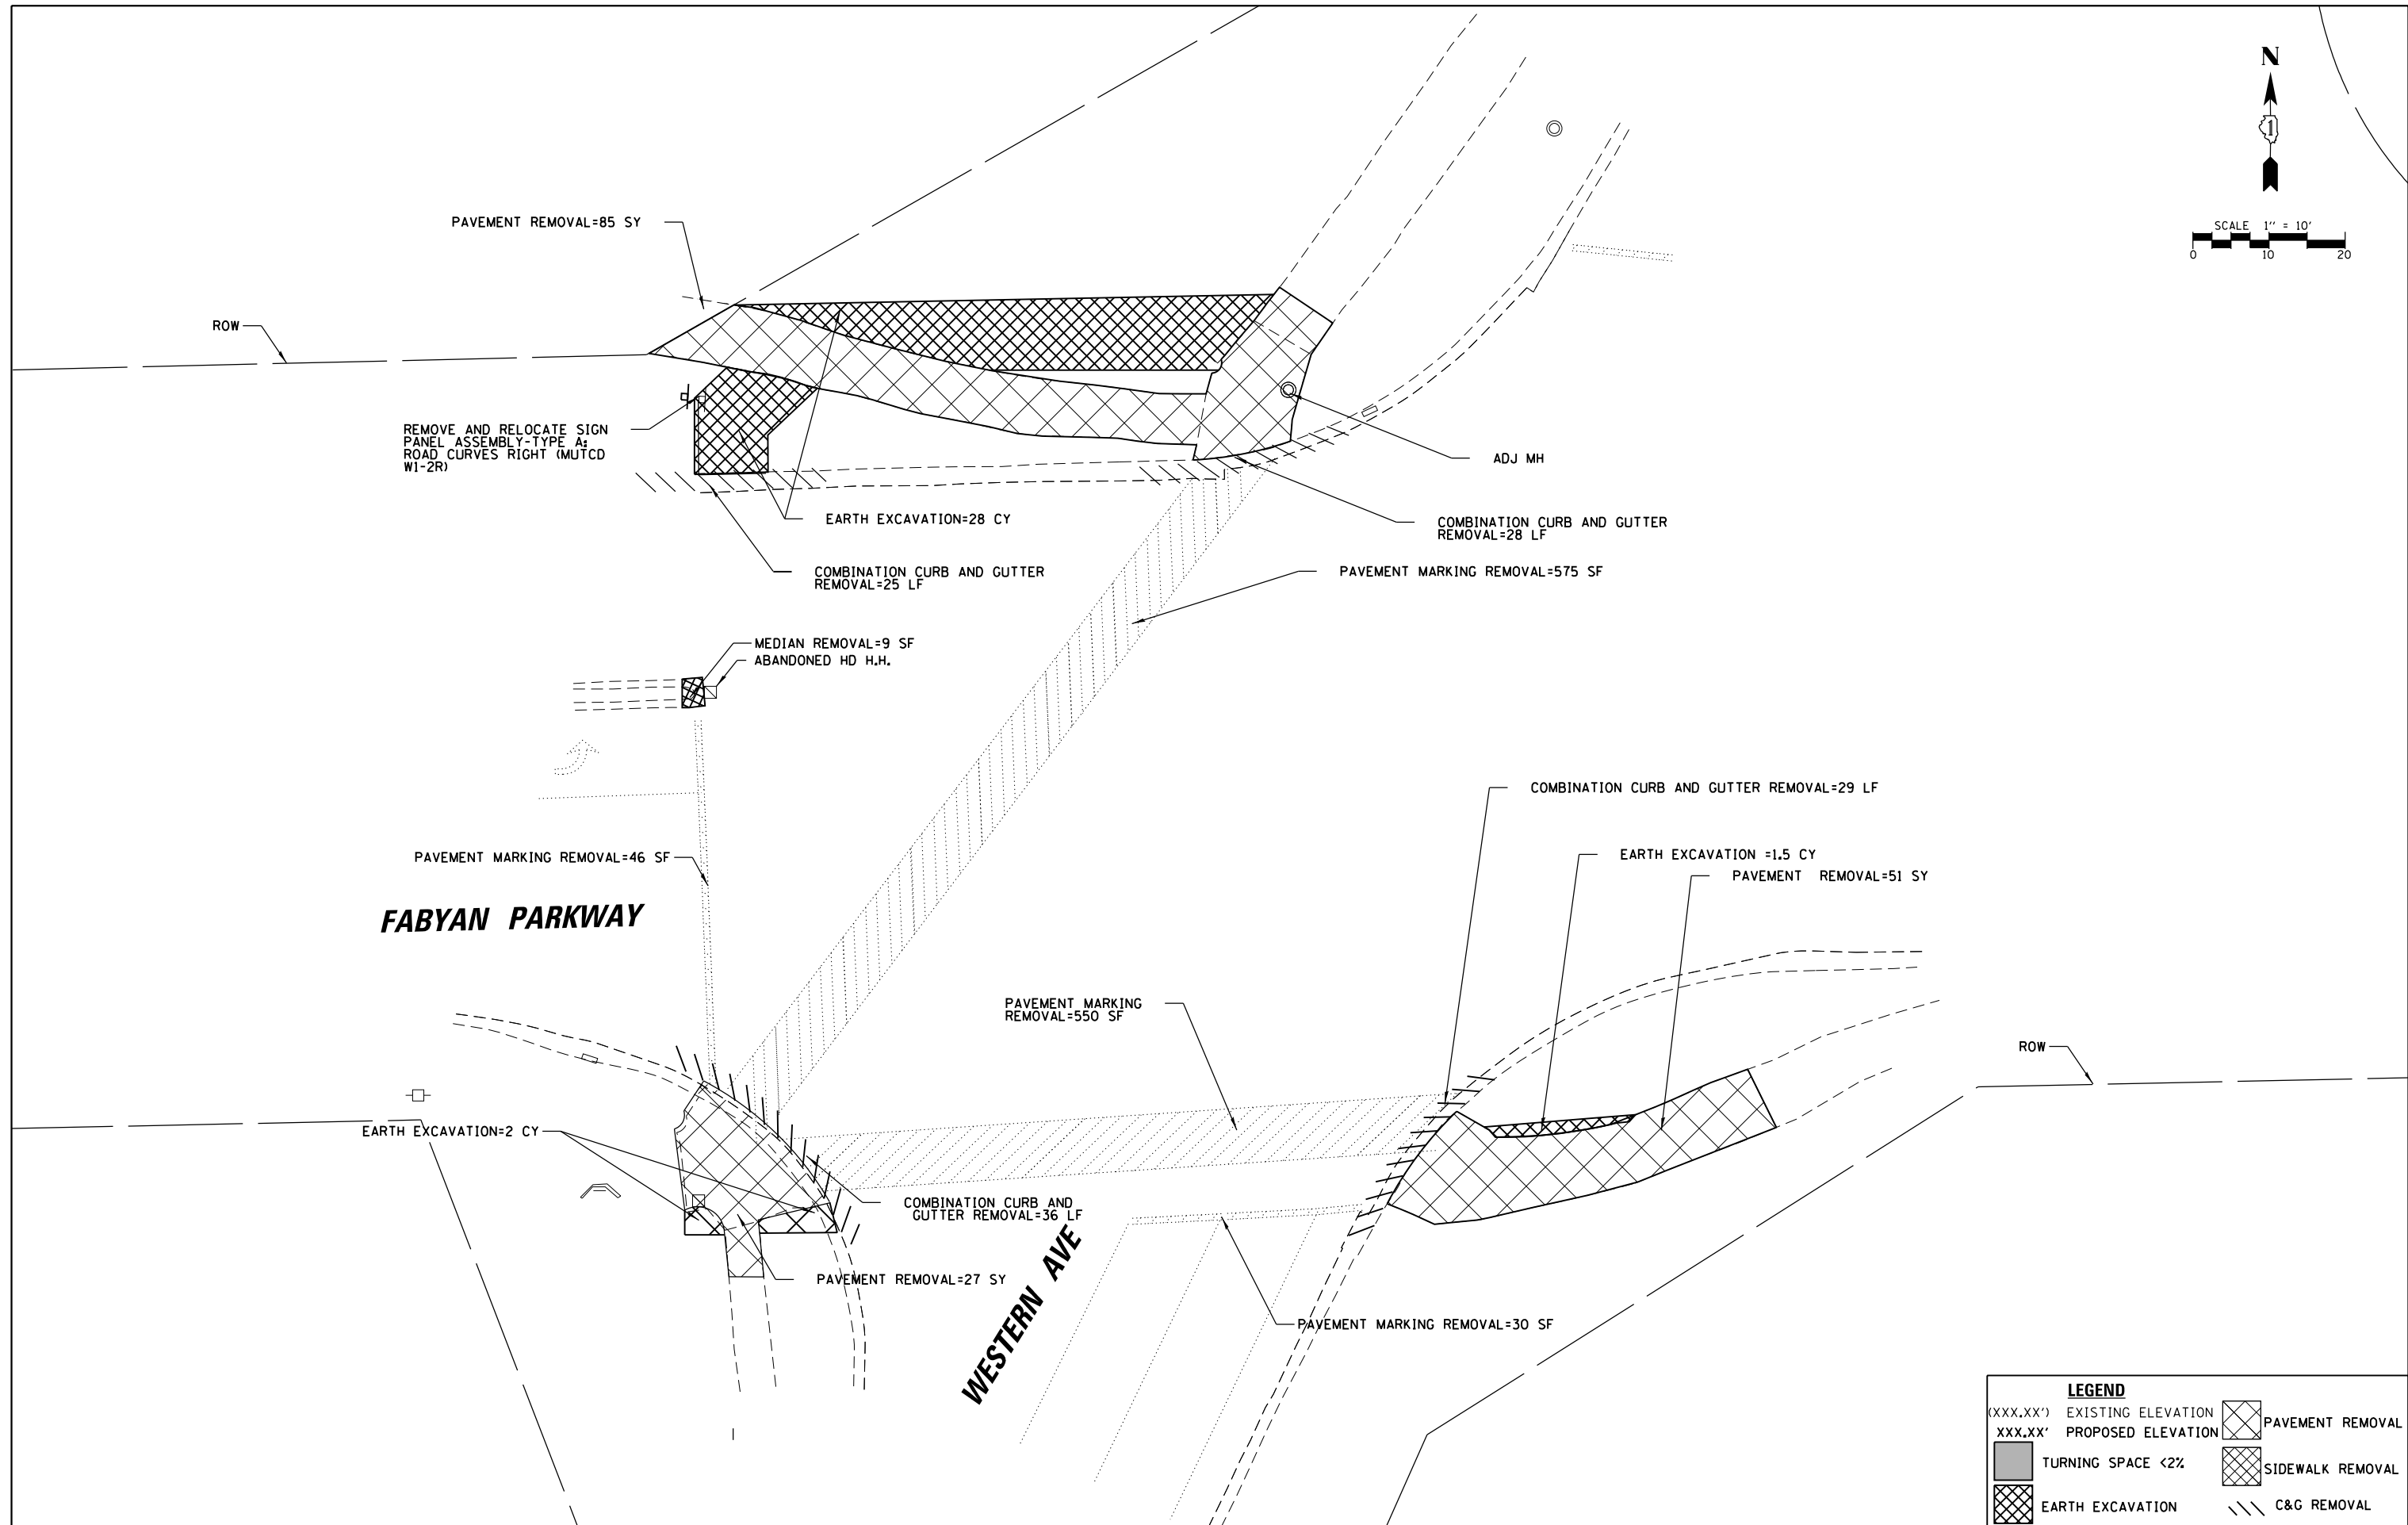 N
1
SCALE 1'' = 10'
0 10 20
PAVEMENT REMOVAL=85 SY
ROW
REMOVE AND RELOCATE SIGN
PANEL ASSEMBLY-TYPE A:
ROAD CURVES RIGHT (MUTCD
W1-2R)
ADJ MH
EARTH EXCAVATION=28 CY
COMBINATION CURB AND GUTTER
REMOVAL=28 LF
COMBINATION CURB AND GUTTER
REMOVAL=25 LF
PAVEMENT MARKING REMOVAL=575 SF
MEDIAN REMOVAL=9 SF
ABANDONED HD H.H.
COMBINATION CURB AND GUTTER REMOVAL=29 LF
PAVEMENT MARKING REMOVAL=46 SF
EARTH EXCAVATION =1.5 CY
PAVEMENT REMOVAL=51 SY
FABYAN PARKWAY
PAVEMENT MARKING
REMOVAL=550 SF
ROW
EARTH EXCAVATION=2 CY
COMBINATION CURB AND
GUTTER REMOVAL=36 LF
PAVEMENT REMOVAL=27 SY
WESTERN AVE
PAVEMENT MARKING REMOVAL=30 SF
LEGEND
(XXX.XX') EXISTING ELEVATION
XXX.XX' PROPOSED ELEVATION
TURNING SPACE <2%
EARTH EXCAVATION
PAVEMENT REMOVAL
SIDEWALK REMOVAL
C&G REMOVAL